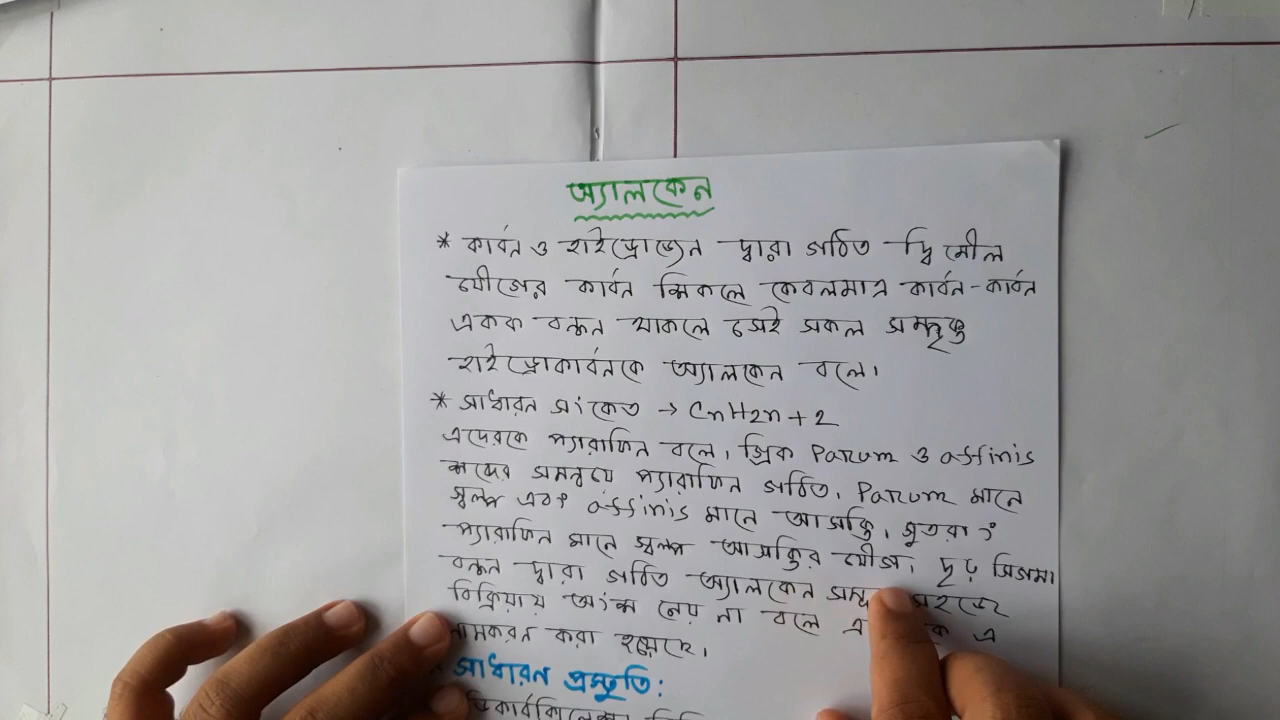 অ্যালকেন
* কার্বন ও হাইড্রোজেন দ্বারা গঠিত দ্বি মৌল
যৌগের কার্বন শিকলে কেবলমাত্র কার্বন-কার্বন
একক বন্ধন থাকলে সেই সকল সম্পৃক্ত
হাইড্রোকার্বনকে অ্যালকেন বলে।
* সাধারন সংকেত → CnH2n+2
এদেরকে প্যারাফিন বলে। গ্রিক Parum ও affinis
শব্দের সমন্বয়ে প্যারাফিন গঠিত। Parum মানে
স্বল্প এবং affinis মানে আসক্তি। সুতরাং
প্যারাফিন মানে স্বল্প আসক্তির যৌগ। দৃঢ় সিগমা
বন্ধন দ্বারা গঠিত অ্যালকেন সহজে
বিক্রিয়ায় অংশ নেয় না বলে এ
নামকরন করা হয়েছে।
সাধারন প্রস্তুতি: